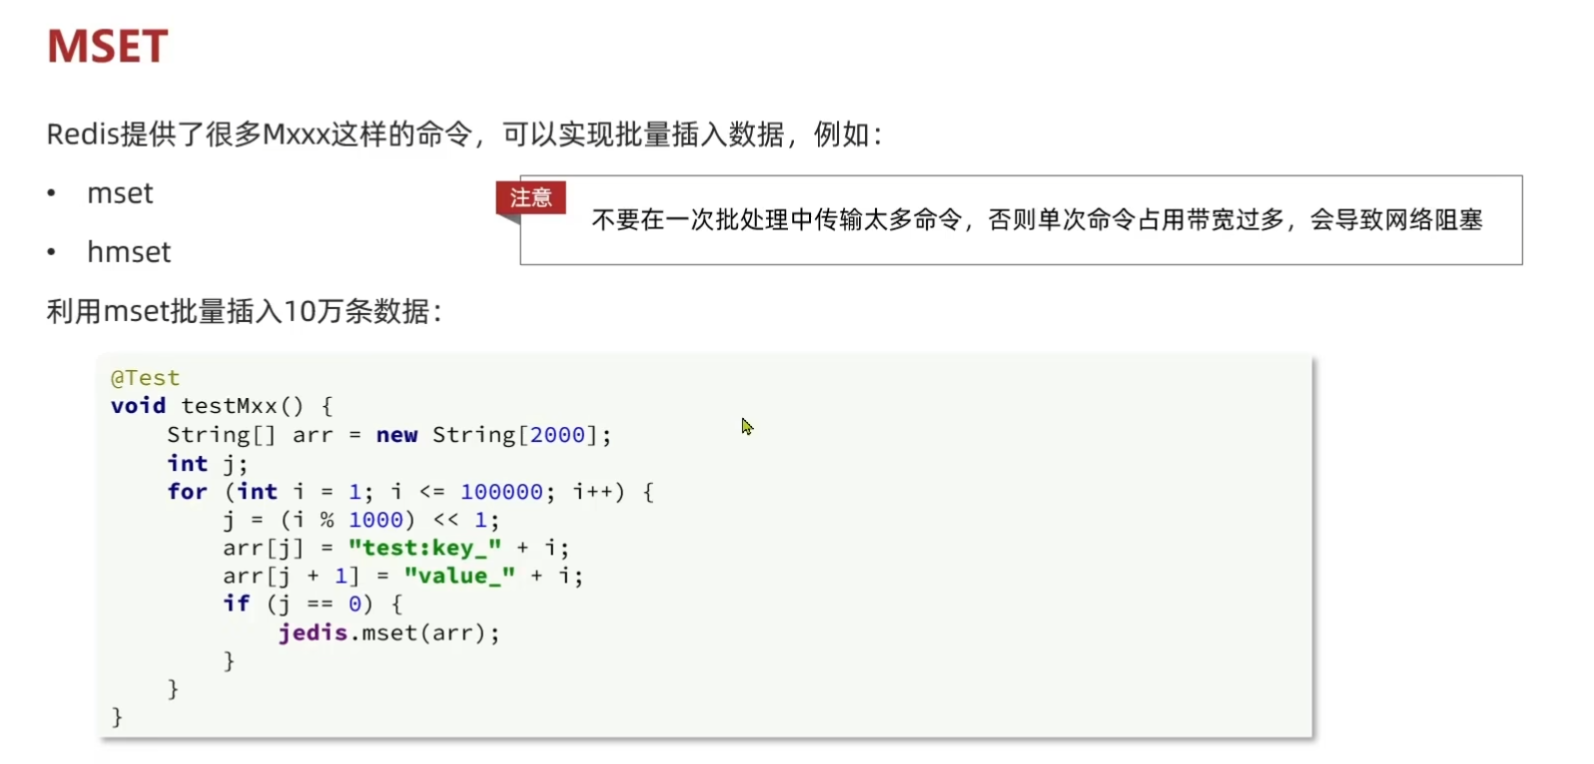 MSET
Redis提供了很多Mxxx这样的命令，可以实现批量插入数据，例如：
• mset
• hmset
注意
不要在一次批处理中传输太多命令，否则单次命令占用带宽过多，会导致网络阻塞
利用mset批量插入10万条数据：
@Test
void testMxx() {
    String[] arr = new String[2000];
    int j;
    for (int i = 1; i <= 100000; i++) {
        j = (i % 1000) << 1;
        arr[j] = "test:key_" + i;
        arr[j + 1] = "value_" + i;
        if (j == 0) {
            jedis.mset(arr);
        }
    }
}